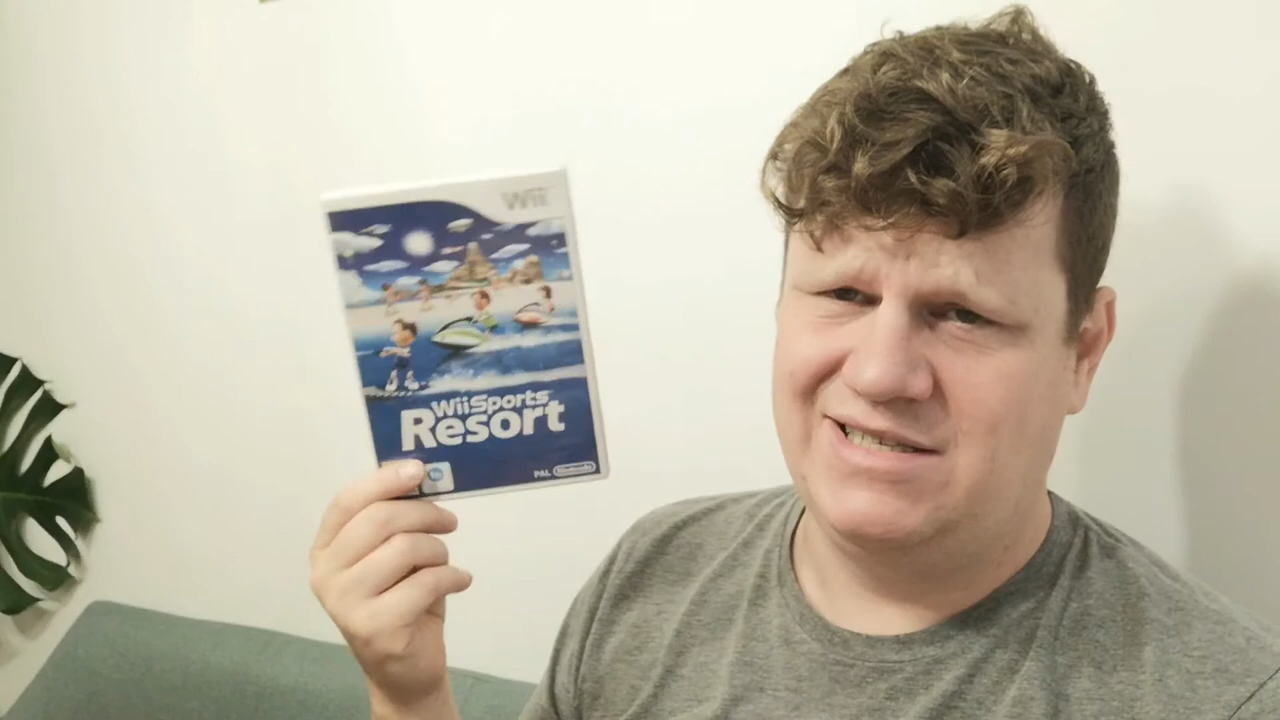 Wii
Wii Sports
Resort
PAL
Nintendo